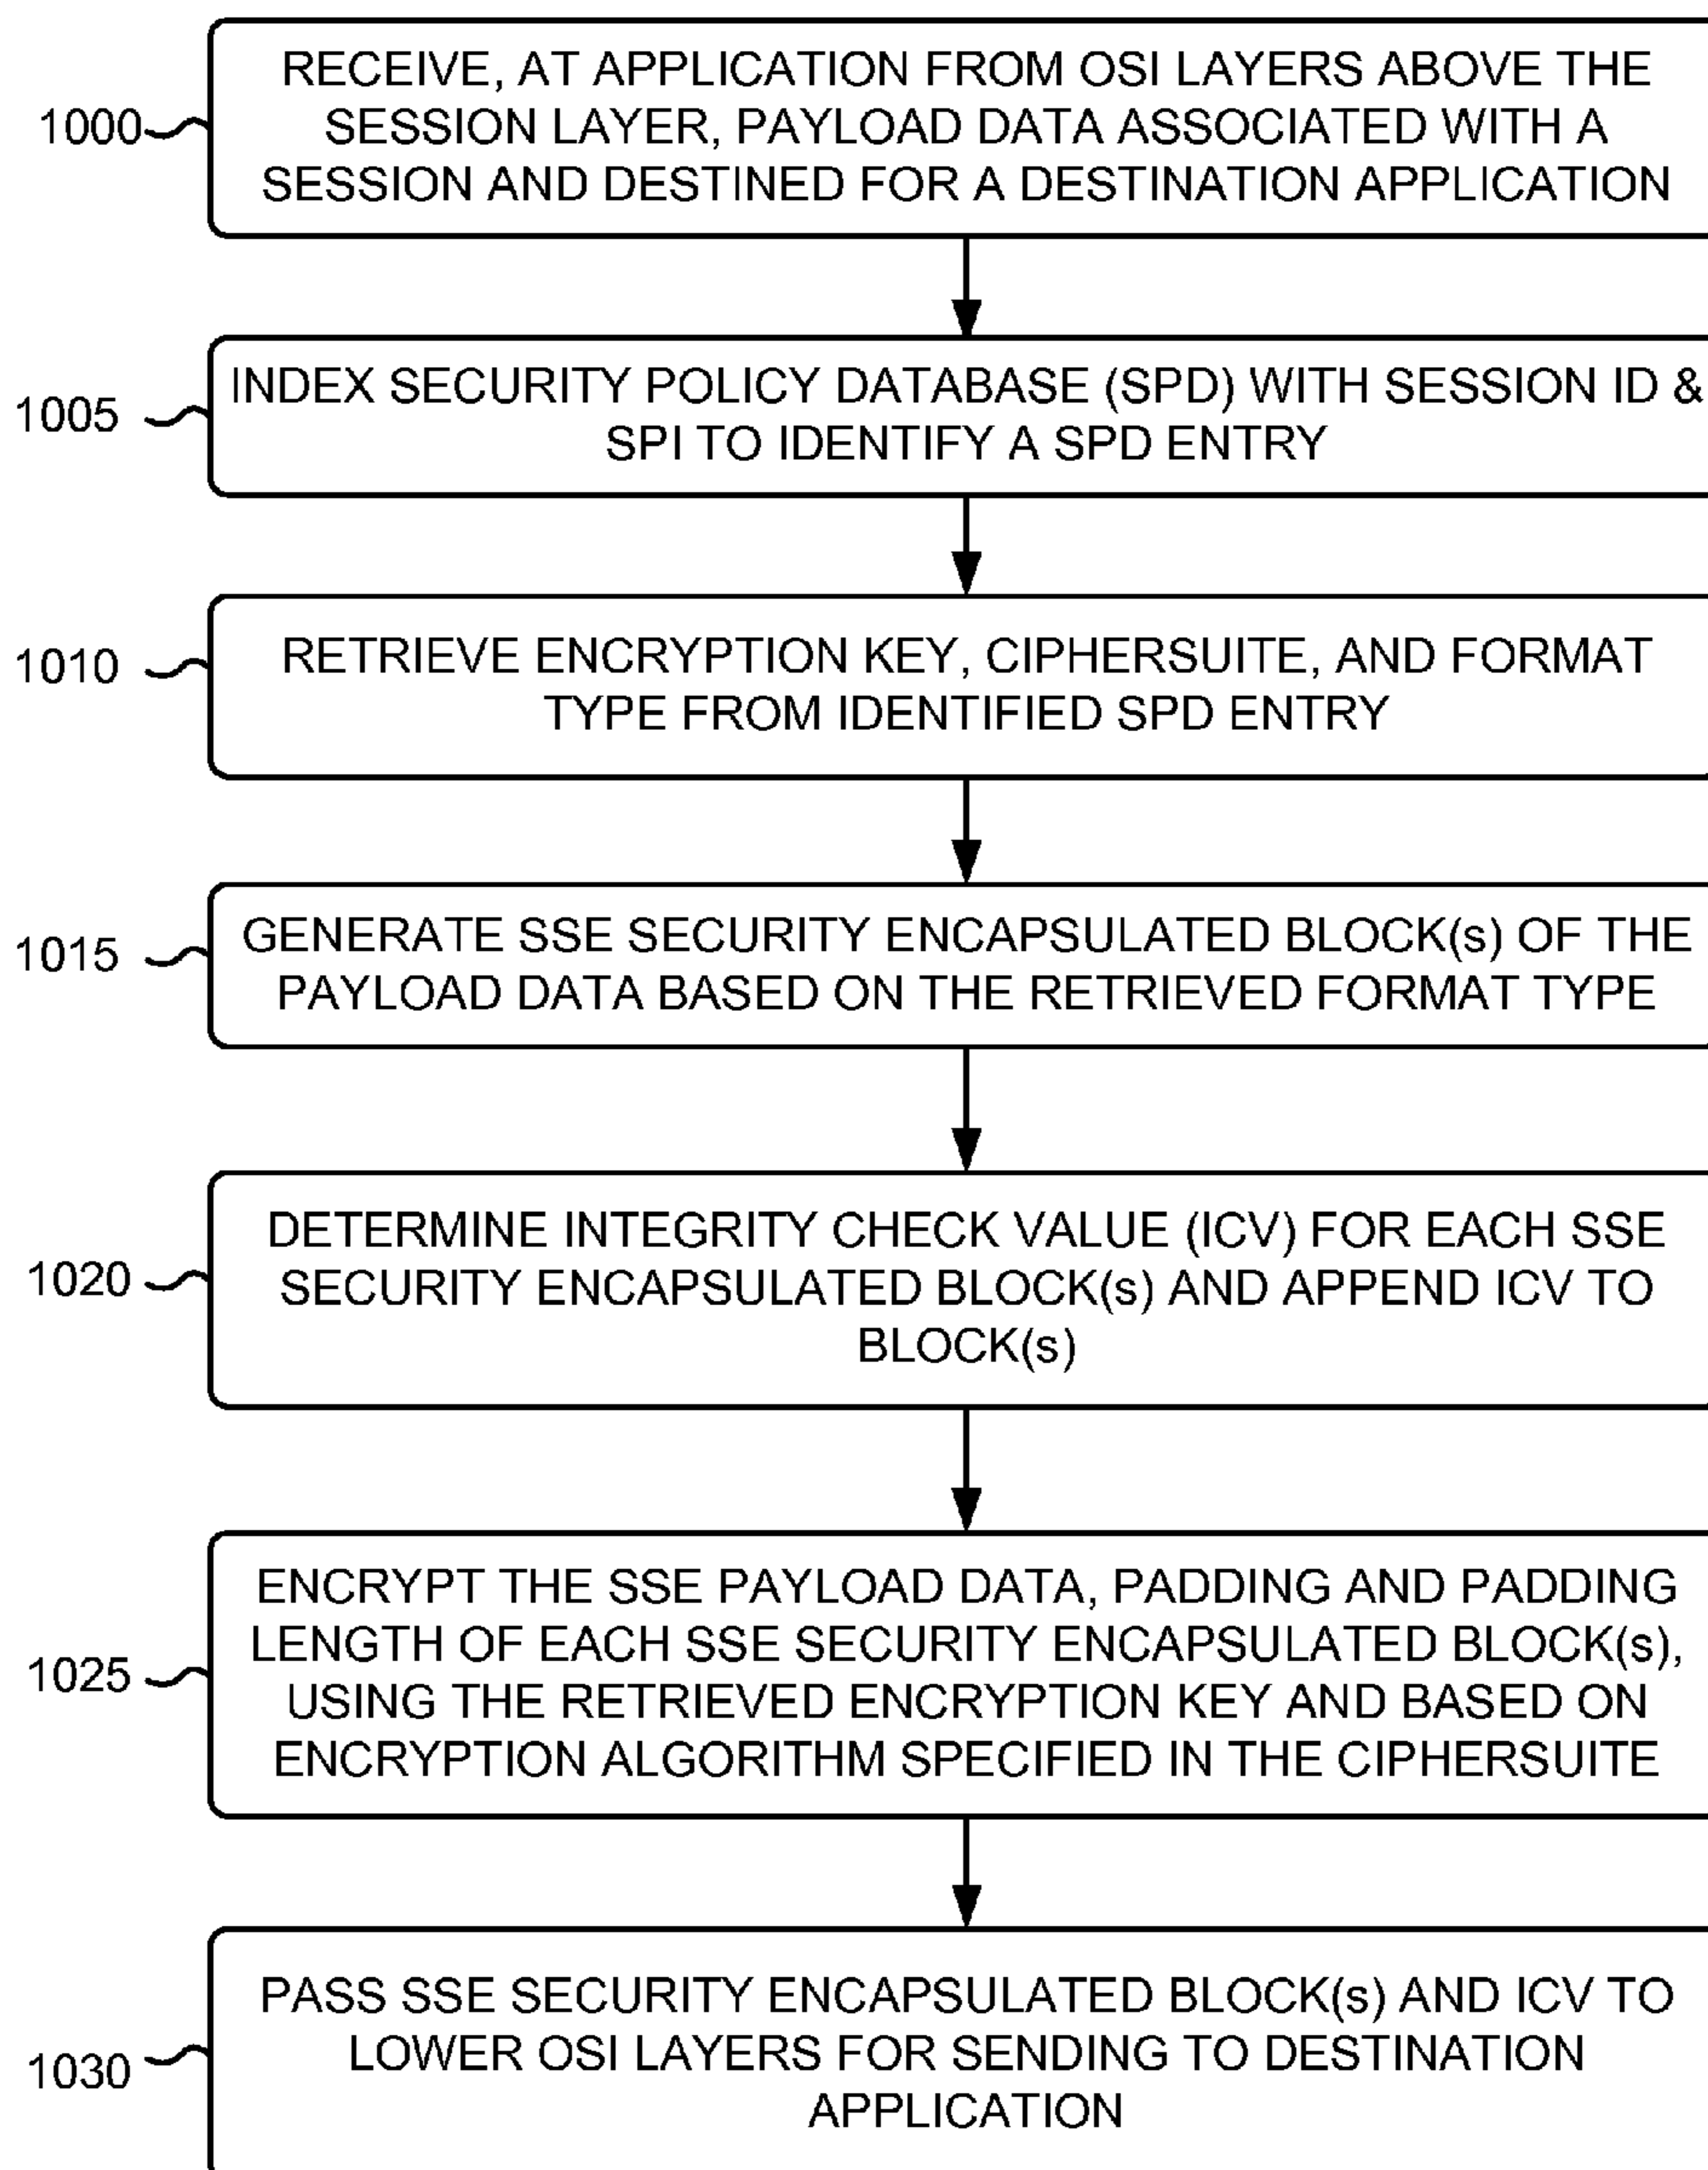 RECEIVE, AT APPLICATION FROM OSI LAYERS ABOVE THE
1000
SESSION LAYER, PAYLOAD DATA ASSOCIATED WITH A
SESSION AND DESTINED FOR A DESTINATION APPLICATION
INDEX SECURITY POLICY DATABASE (SPD) WITH SESSION ID &
1005
SPI TO IDENTIFY A SPD ENTRY
1010
RETRIEVE ENCRYPTION KEY, CIPHERSUITE, AND FORMAT
TYPE FROM IDENTIFIED SPD ENTRY
1015
GENERATE SSE SECURITY ENCAPSULATED BLOCK(s) OF THE
PAYLOAD DATA BASED ON THE RETRIEVED FORMAT TYPE
DETERMINE INTEGRITY CHECK VALUE (ICV) FOR EACH SSE
1020
SECURITY ENCAPSULATED BLOCK(s) AND APPEND ICV TO
BLOCK(s)
ENCRYPT THE SSE PAYLOAD DATA, PADDING AND PADDING
LENGTH OF EACH SSE SECURITY ENCAPSULATED BLOCK(s),
1025
USING THE RETRIEVED ENCRYPTION KEY AND BASED ON
ENCRYPTION ALGORITHM SPECIFIED IN THE CIPHERSUITE
PASS SSE SECURITY ENCAPSULATED BLOCK(s) AND ICV TO
1030
LOWER OSI LAYERS FOR SENDING TO DESTINATION
APPLICATION